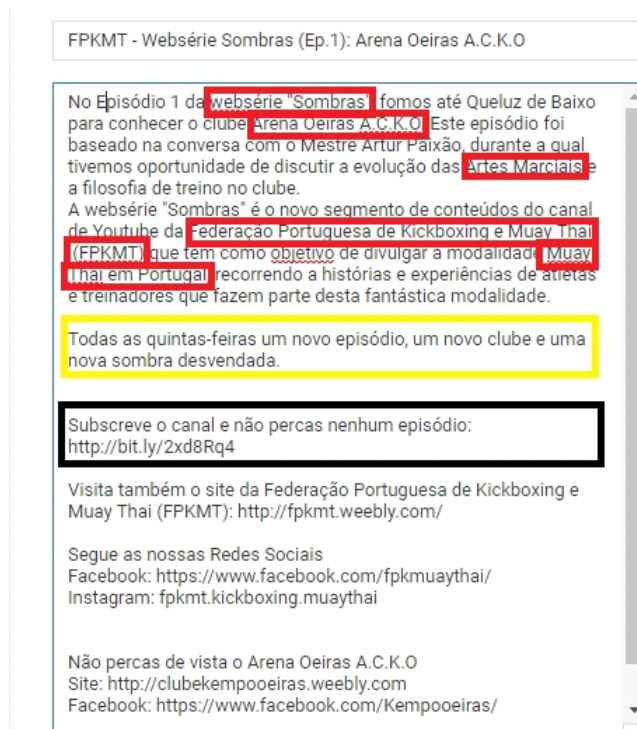 FPKMT - Websérie Sombras (Ep.1): Arena Oeiras A.C.K.O
No Episódio 1 da websérie "Sombras", fomos até Queluz de Baixo
para conhecer o clube Arena Oeiras A.C.K.O. Este episódio foi
baseado na conversa com o Mestre Artur Paixão, durante a qual
tivemos oportunidade de discutir a evolução das Artes Marciais e
a filosofia de treino no clube.
A websérie "Sombras" é o novo segmento de conteúdos do canal
de Youtube da Federação Portuguesa de Kickboxing e Muay Thai
(FPKMT) que tem como objetivo de divulgar a modalidade Muay
Thai em Portugal, recorrendo a histórias e experiências de atletas
e treinadores que fazem parte desta fantástica modalidade.
Todas as quintas-feiras um novo episódio, um novo clube e uma
nova sombra desvendada.
Subscreve o canal e não percas nenhum episódio:
http://bit.ly/2xd8Rq4
Visita também o site da Federação Portuguesa de Kickboxing e
Muay Thai (FPKMT): http://fpkmt.weebly.com/
Segue as nossas Redes Sociais
Facebook: https://www.facebook.com/fpkmuaythai/
Instagram: fpkmt.kickboxing.muaythai
Não percas de vista o Arena Oeiras A.C.K.O
Site: http://clubekempooeiras.weebly.com
Facebook: https://www.facebook.com/Kempooeiras/